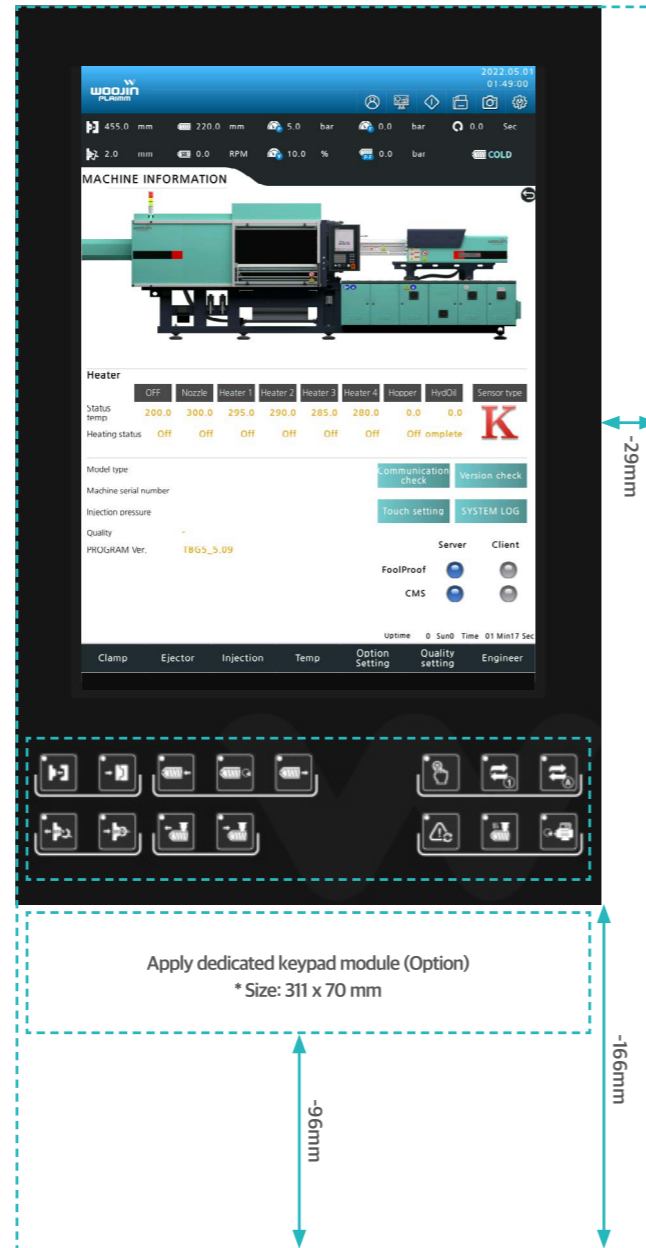 2022.05.01
01:49:00
WOOJIN
PLAIMM
455.0 mm 220.0 mm 5.0 bar 0.0 bar 0.0 Sec
2.0 mm 0.0 RPM 10.0 % 0.0 bar COLD
MACHINE INFORMATION
Heater
OFF Nozzle Heater 1 Heater 2 Heater 3 Heater 4 Hopper HydOil Sensor type
Status temp 200.0 300.0 295.0 290.0 285.0 280.0 0.0 0.0 K
Heating status Off Off Off Off Off Off Off omplete
Model type
Machine serial number
Injection pressure
Quality -
PROGRAM Ver. TBG5_5.09
Communication check
Version check
Touch setting
SYSTEM LOG
Server Client
FoolProof
CMS
Uptime 0 Sun0 Time 01 Min17 Sec
Clamp Ejector Injection Temp Option Setting Quality setting Engineer
1
A
Apply dedicated keypad module (Option)
* Size: 311 x 70 mm
-29mm
-166mm
-96mm